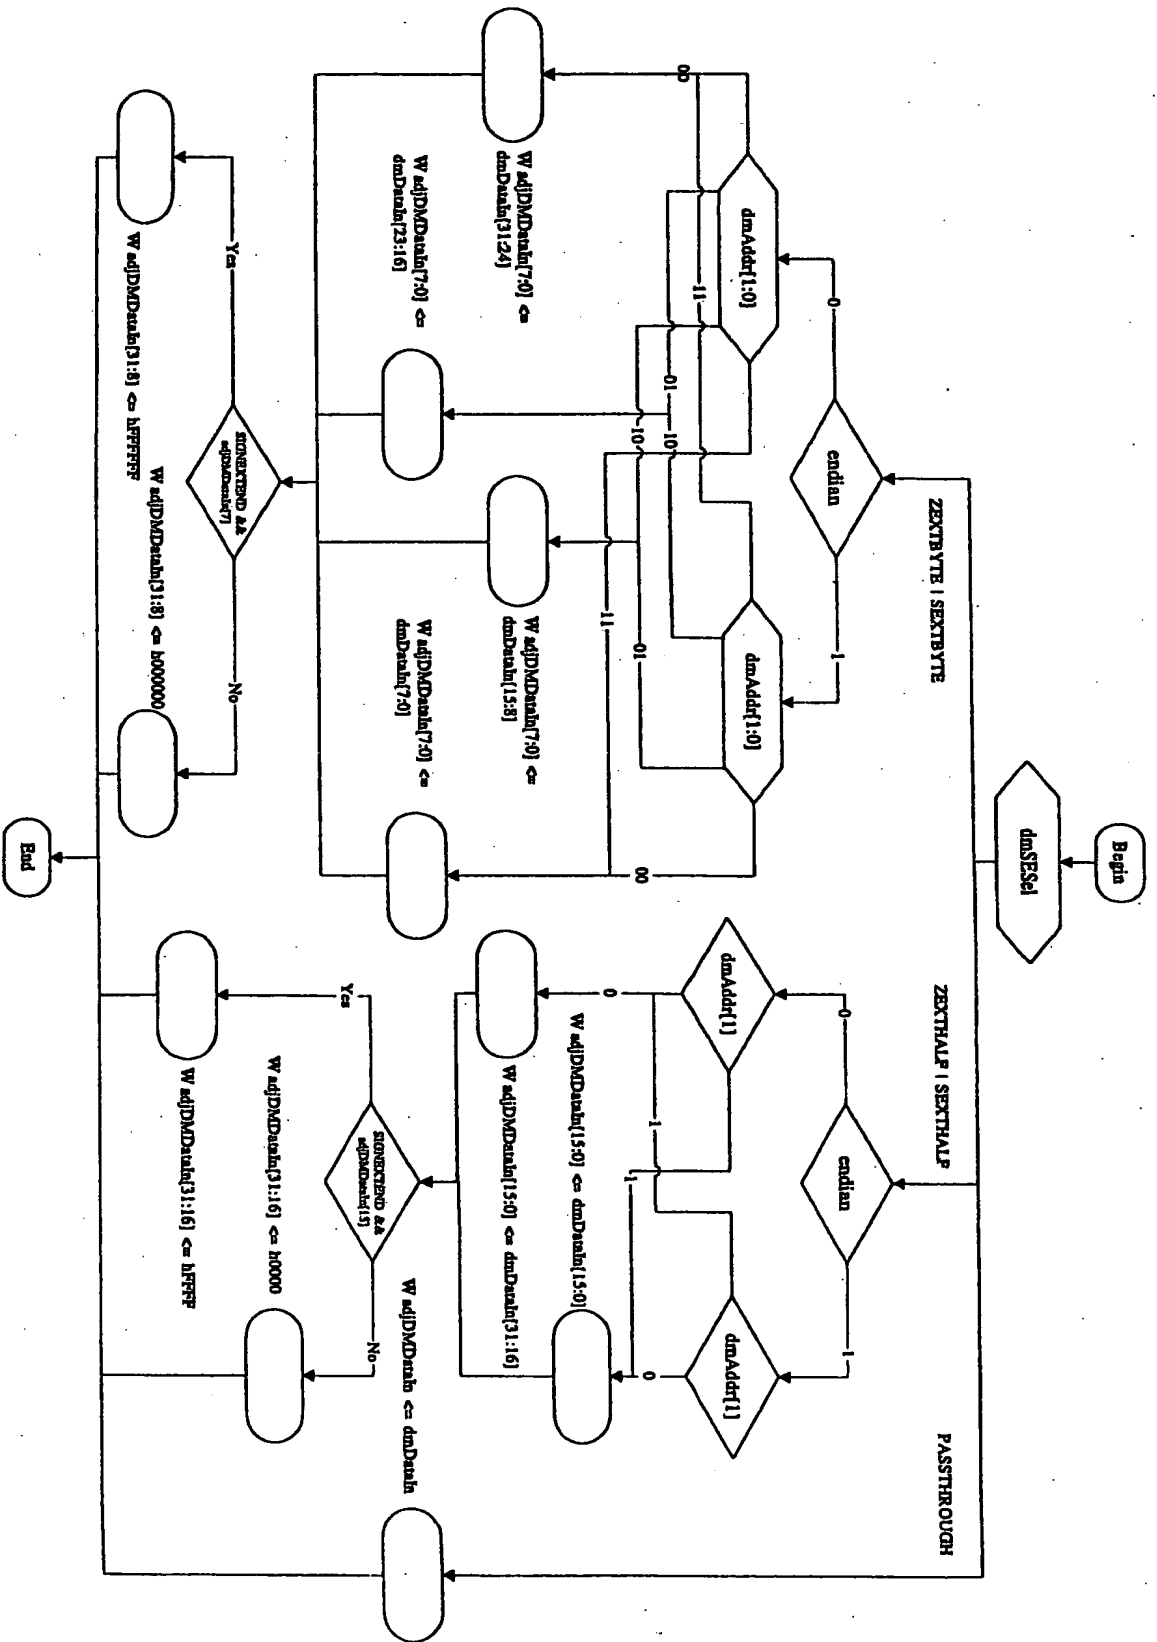 Begin
dmSESel
ZEXTBYTE | SEXTBYTE
ZEXTHALF | SEXTHALF
PASSTHROUGH
endian
0
1
endian
0
1
dmAddr[1:0]
dmAddr[1:0]
dmAddr[1]
dmAddr[1]
00
11
01
10
10
01
11
00
0
1
1
0
W adjDMDataIn[7:0] <=
dmDataIn[31:24]
W adjDMDataIn[7:0] <=
dmDataIn[23:16]
W adjDMDataIn[7:0] <=
dmDataIn[15:8]
W adjDMDataIn[7:0] <=
dmDataIn[7:0]
W adjDMDataIn[15:0] <= dmDataIn[15:0]
W adjDMDataIn[15:0] <= dmDataIn[31:16]
SIGNEXTEND &&
adjDMDataIn[7]
Yes
No
SIGNEXTEND &&
adjDMDataIn[15]
Yes
No
W adjDMDataIn <= dmDataIn
W adjDMDataIn[31:8] <= h000000
W adjDMDataIn[31:8] <= hFFFFFF
W adjDMDataIn[31:16] <= h0000
W adjDMDataIn[31:16] <= hFFFF
End